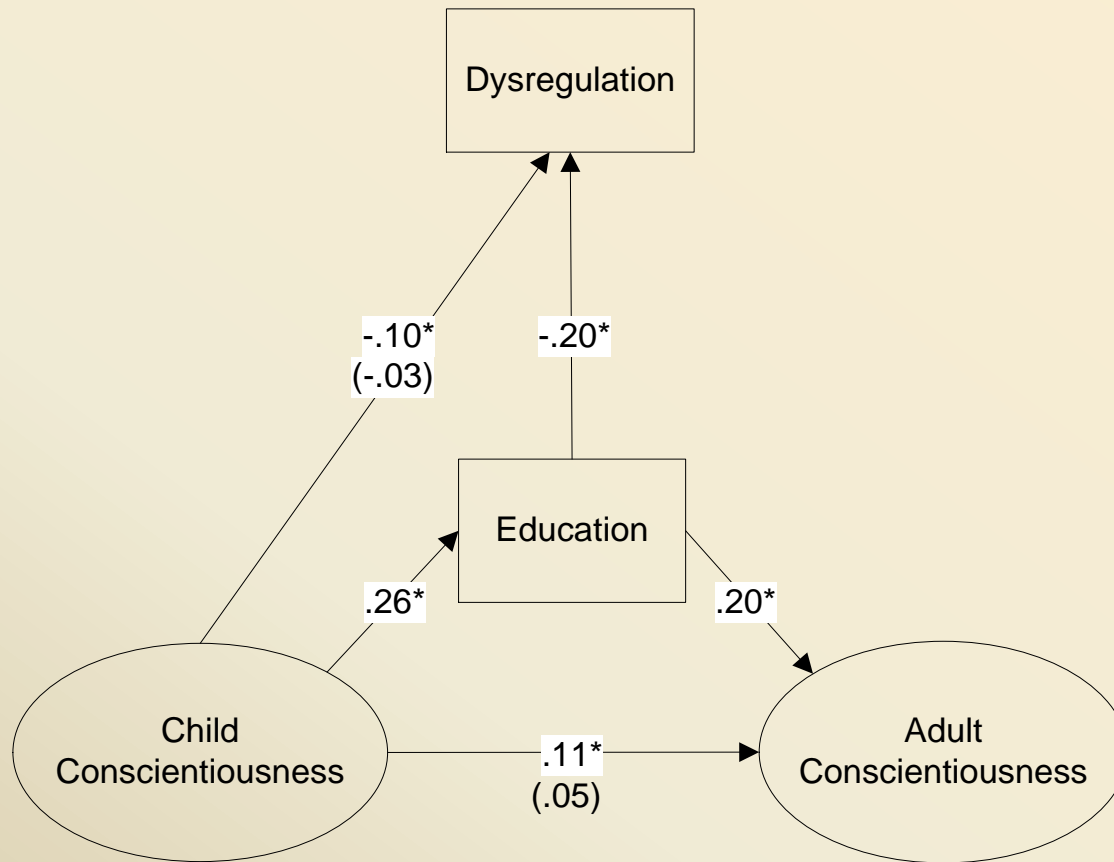 Dysregulation
-.10*
(-.03)
-.20*
Education
.26*
.20*
Child
Conscientiousness
.11*
(.05)
Adult
Conscientiousness